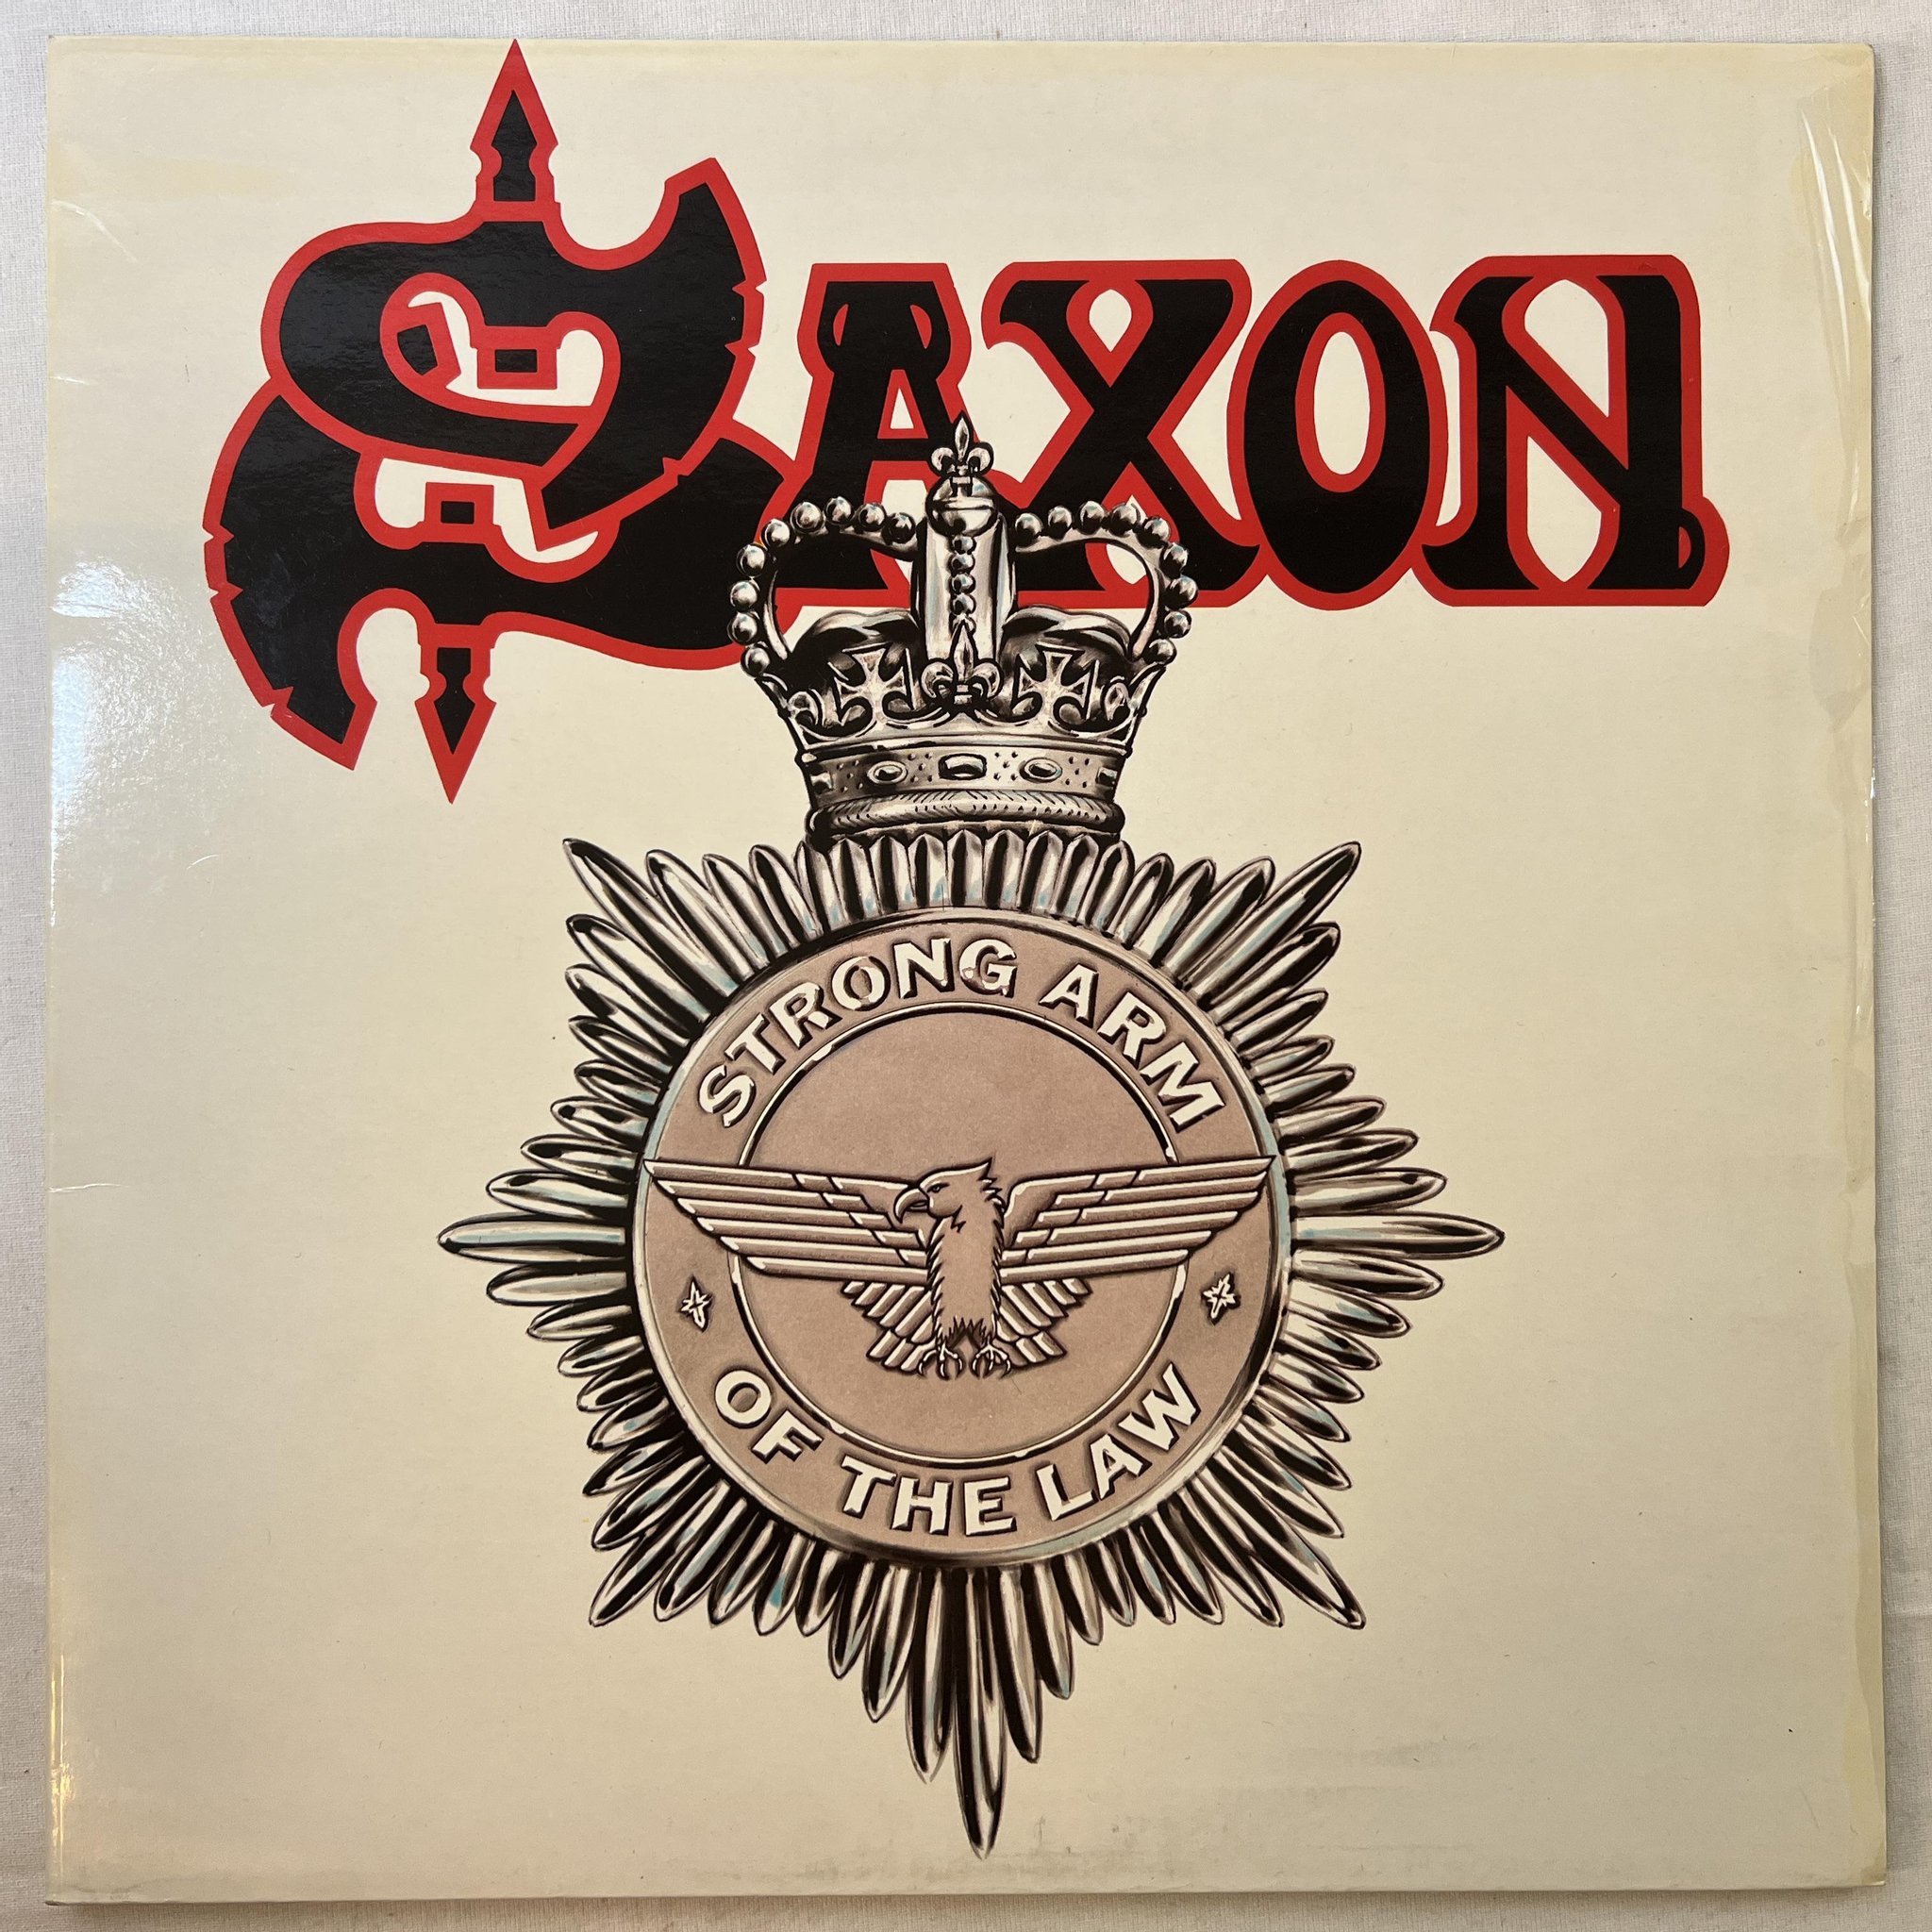 SAXON
STRONG ARM
OF THE LAW